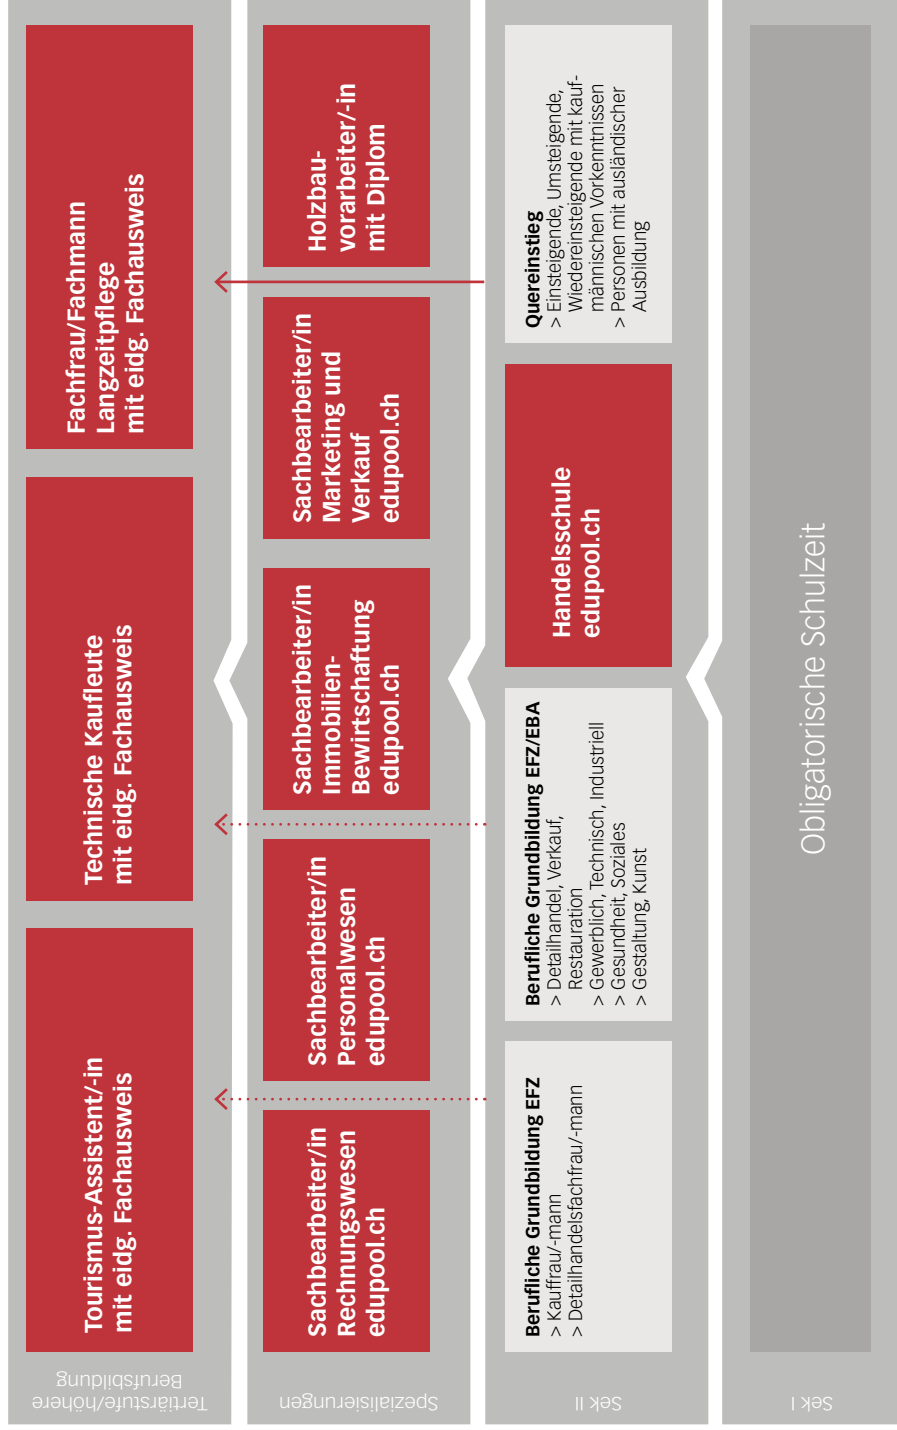 Tertiärstufe/höhere
Berufsbildung
Tourismus-Assistent/-in
mit eidg. Fachausweis
Technische Kaufleute
mit eidg. Fachausweis
Fachfrau/Fachmann
Langzeitpflege
mit eidg. Fachausweis
Spezialisierungen
Sachbearbeiter/in
Rechnungswesen
edupool.ch
Sachbearbeiter/in
Personalwesen
edupool.ch
Sachbearbeiter/in
Immobilien-
Bewirtschaftung
edupool.ch
Sachbearbeiter/in
Marketing und
Verkauf
edupool.ch
Holzbau-
vorarbeiter/-in
mit Diplom
Sek II
Berufliche Grundbildung EFZ
> Kauffrau/-mann
> Detailhandelsfachfrau/-mann
Berufliche Grundbildung EFZ/EBA
> Detailhandel, Verkauf,
Restauration
> Gewerblich, Technisch, Industriell
> Gesundheit, Soziales
> Gestaltung, Kunst
Handelsschule
edupool.ch
Quereinstieg
> Einsteigende, Umsteigende,
Wiedereinsteigende mit kauf-
männischen Vorkenntnissen
> Personen mit ausländischer
Ausbildung
Sek I
Obligatorische Schulzeit